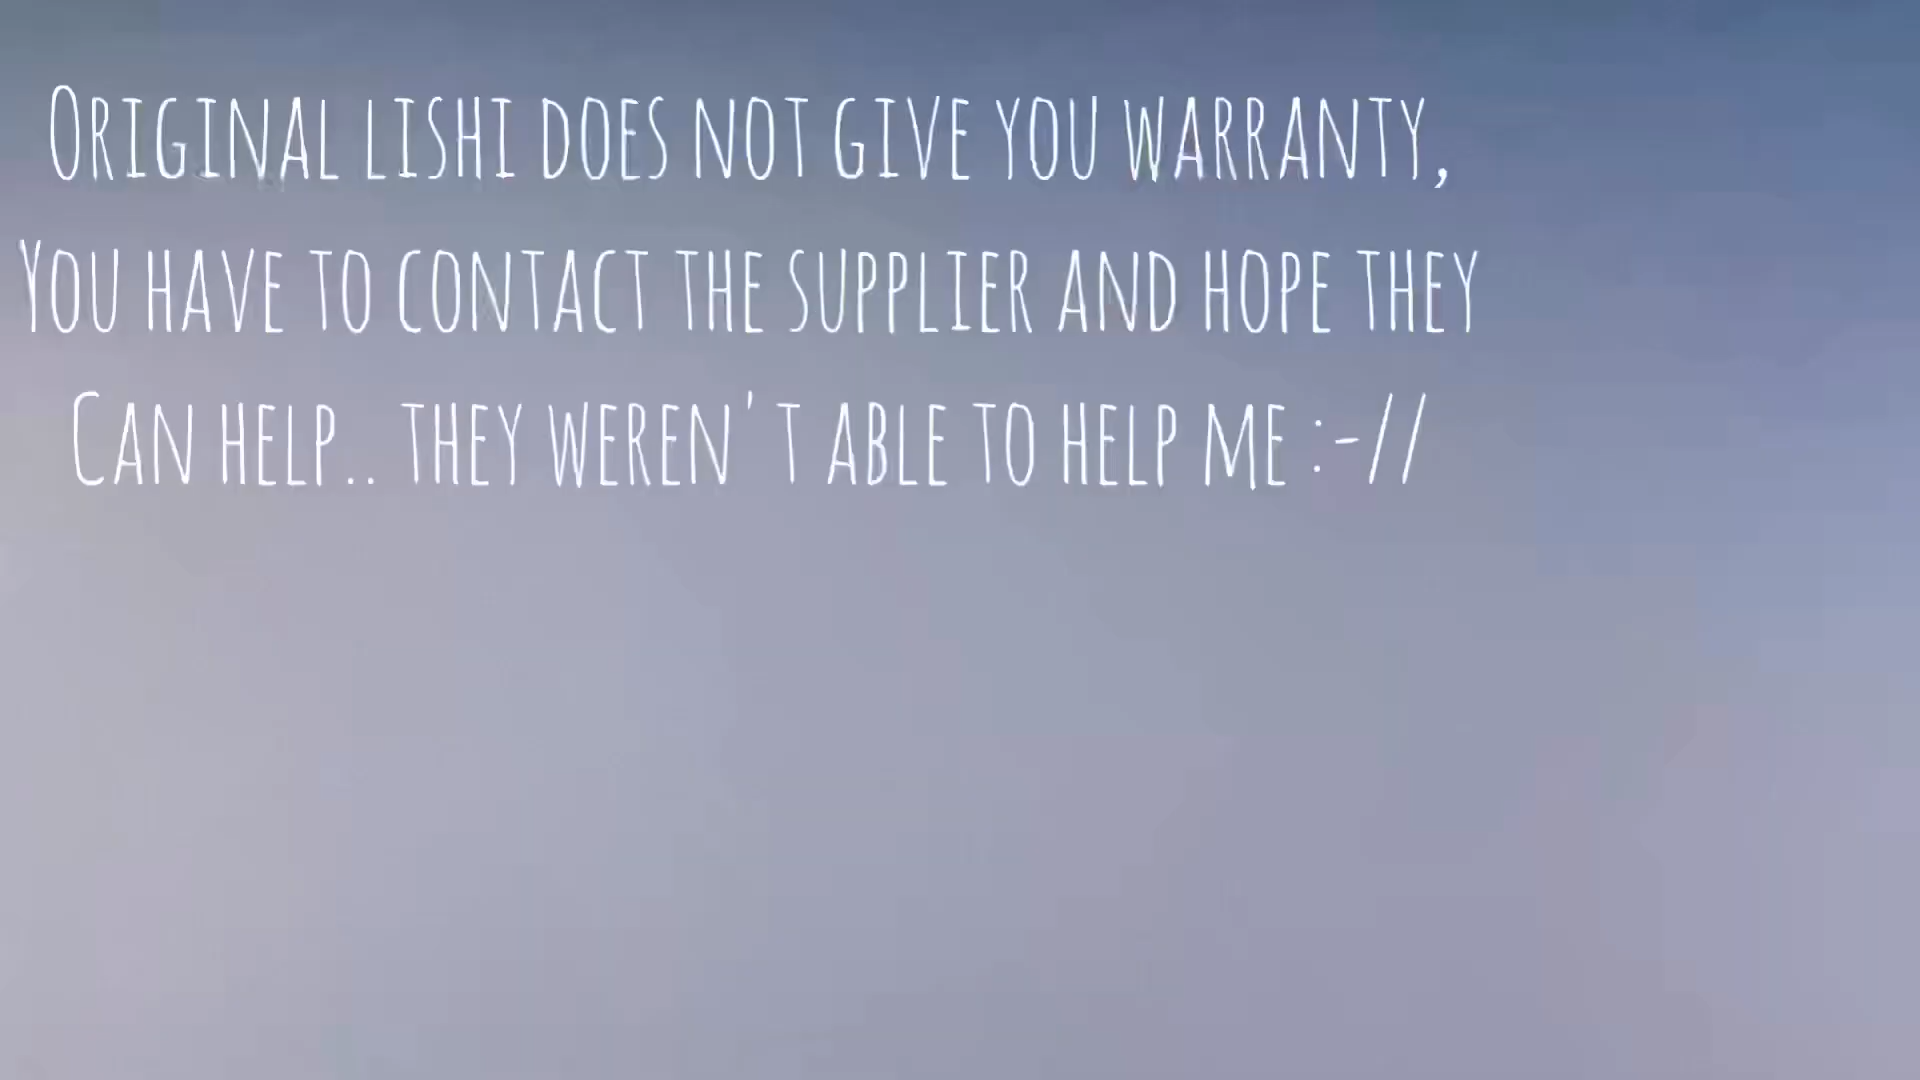 Original lishi does not give you warranty,
You have to contact the supplier and hope they
Can help.. they weren't able to help me :-//